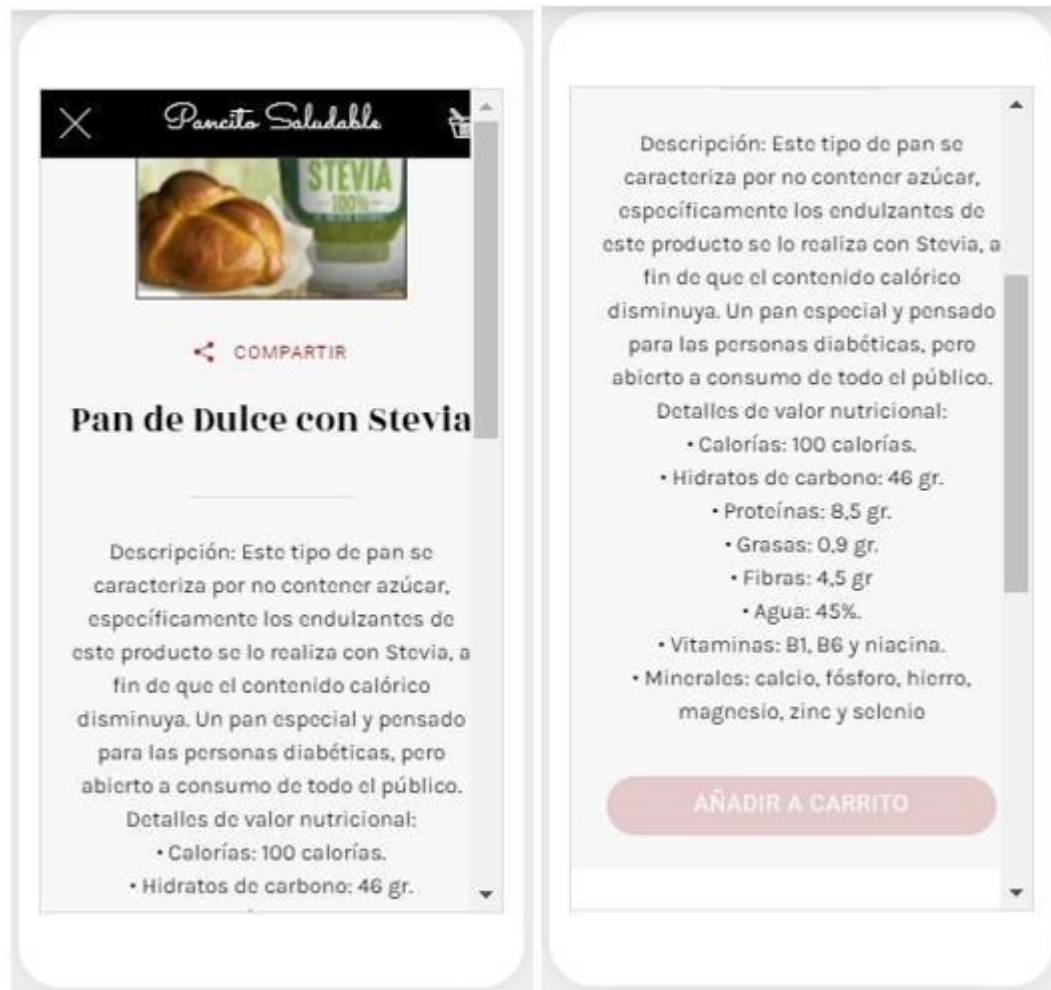 Pancito Saludable
STEVIA
100%
COMPARTIR
Pan de Dulce con Stevia
Descripción: Este tipo de pan se
caracteriza por no contener azúcar,
específicamente los endulzantes de
este producto se lo realiza con Stevia, a
fin de que el contenido calórico
disminuya. Un pan especial y pensado
para las personas diabéticas, pero
abierto a consumo de todo el público.
Detalles de valor nutricional:
• Calorías: 100 calorías.
• Hidratos de carbono: 46 gr.
Descripción: Este tipo de pan se
caracteriza por no contener azúcar,
específicamente los endulzantes de
este producto se lo realiza con Stevia, a
fin de que el contenido calórico
disminuya. Un pan especial y pensado
para las personas diabéticas, pero
abierto a consumo de todo el público.
Detalles de valor nutricional:
• Calorías: 100 calorías.
• Hidratos de carbono: 46 gr.
• Proteínas: 8,5 gr.
• Grasas: 0,9 gr.
• Fibras: 4,5 gr
• Agua: 45%.
• Vitaminas: B1, B6 y niacina.
• Minerales: calcio, fósforo, hierro,
magnesio, zinc y selenio
AÑADIR A CARRITO